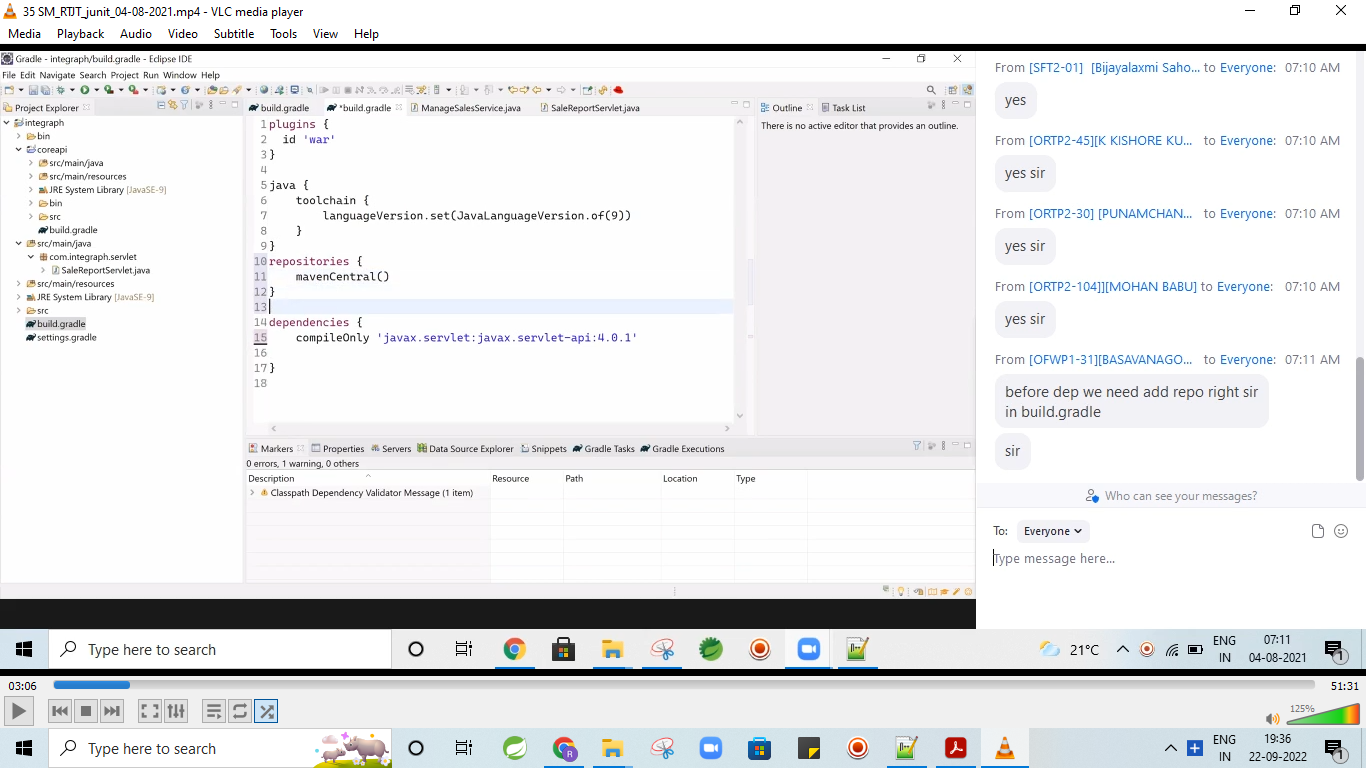 35 SM_RTJT_junit_04-08-2021.mp4 - VLC media player
Media Playback Audio Video Subtitle Tools View Help
Gradle - integraph/build.gradle - Eclipse IDE
File Edit Navigate Search Project Run Window Help
Project Explorer
integraph
bin
coreapi
src/main/java
src/main/resources
JRE System Library [JavaSE-9]
bin
src
build.gradle
src/main/java
com.integraph.servlet
SaleReportServlet.java
src/main/resources
JRE System Library [JavaSE-9]
src
build.gradle
settings.gradle
build.gradle *build.gradle ManageSalesService.java SaleReportServlet.java
1 plugins {
2 id 'war'
3 }
4
5 java {
6 toolchain {
7 languageVersion.set(JavaLanguageVersion.of(9))
8 }
9 }
10 repositories {
11 mavenCentral()
12 }
13
14 dependencies {
15 compileOnly 'javax.servlet:javax.servlet-api:4.0.1'
16
17 }
18
Outline Task List
There is no active editor that provides an outline.
Markers Properties Servers Data Source Explorer Snippets Gradle Tasks Gradle Executions
0 errors, 1 warning, 0 others
Description Resource Path Location Type
Classpath Dependency Validator Message (1 item)
From [SFT2-01] [Bijayalaxmi Saho... to Everyone: 07:10 AM
yes
From [ORTP2-45][K KISHORE KU... to Everyone: 07:10 AM
yes sir
From [ORTP2-30] [PUNAMCHAN... to Everyone: 07:10 AM
yes sir
From [ORTP2-104]][MOHAN BABU] to Everyone: 07:10 AM
yes sir
From [OFWP1-31][BASAVANAGO... to Everyone: 07:11 AM
before dep we need add repo right sir
in build.gradle
sir
Who can see your messages?
To: Everyone
Type message here...
Type here to search
21°C
ENG
IN
07:11
04-08-2021
1
03:06
51:31
125%
Type here to search
ENG
IN
19:36
22-09-2022
1